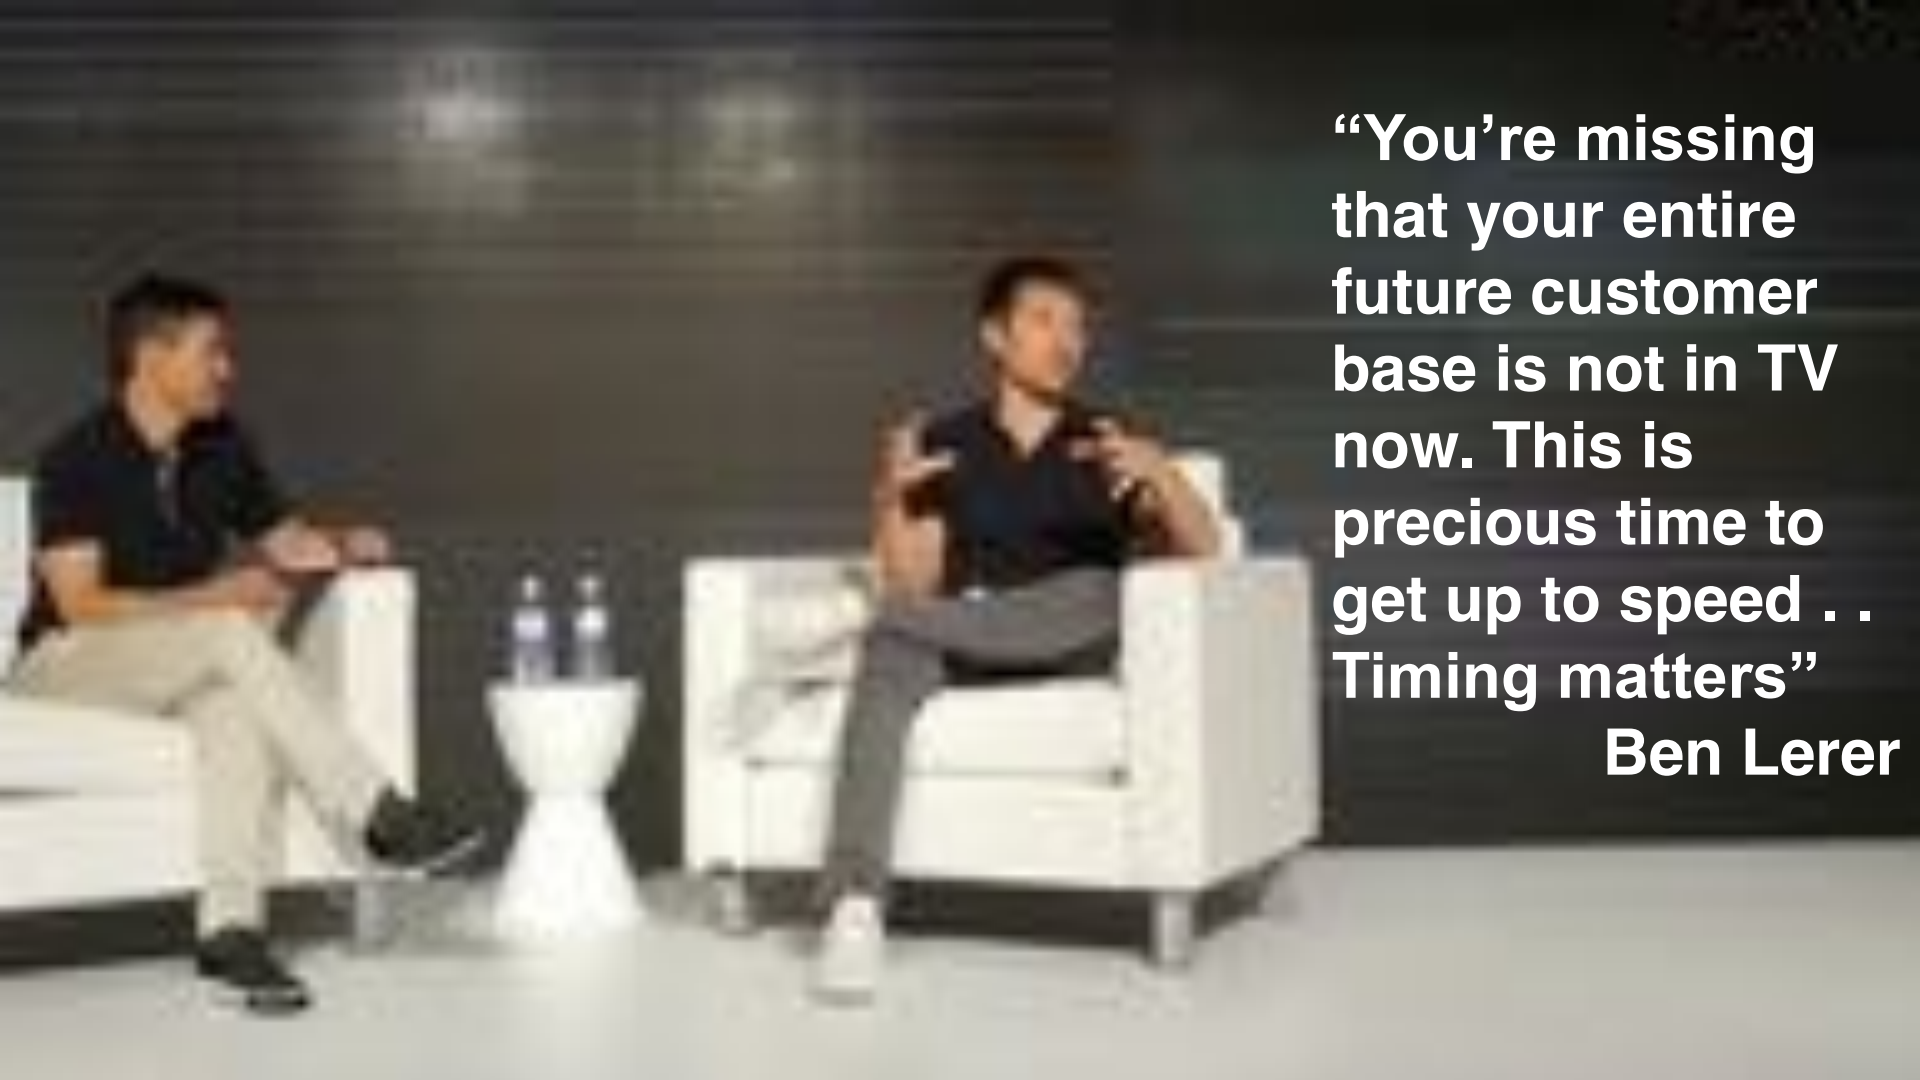 “You’re missing
that your entire
future customer
base is not in TV
now. This is
precious time to
get up to speed . .
Timing matters”
Ben Lerer